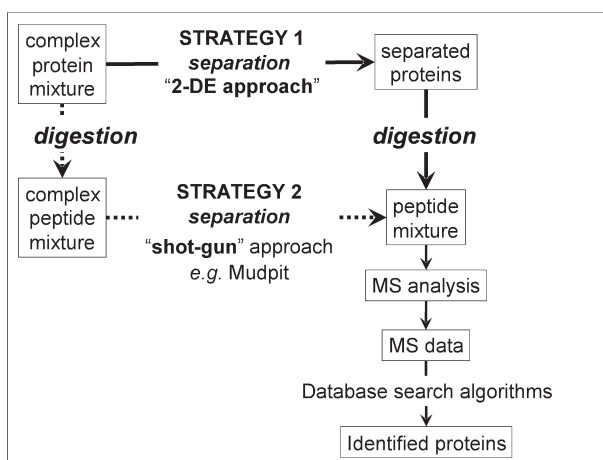 complex
protein
mixture
STRATEGY 1
separation
“2-DE approach”
separated
proteins
digestion
digestion
complex
peptide
mixture
STRATEGY 2
separation
“shot-gun” approach
e.g. Mudpit
peptide
mixture
MS analysis
MS data
Database search algorithms
Identified proteins